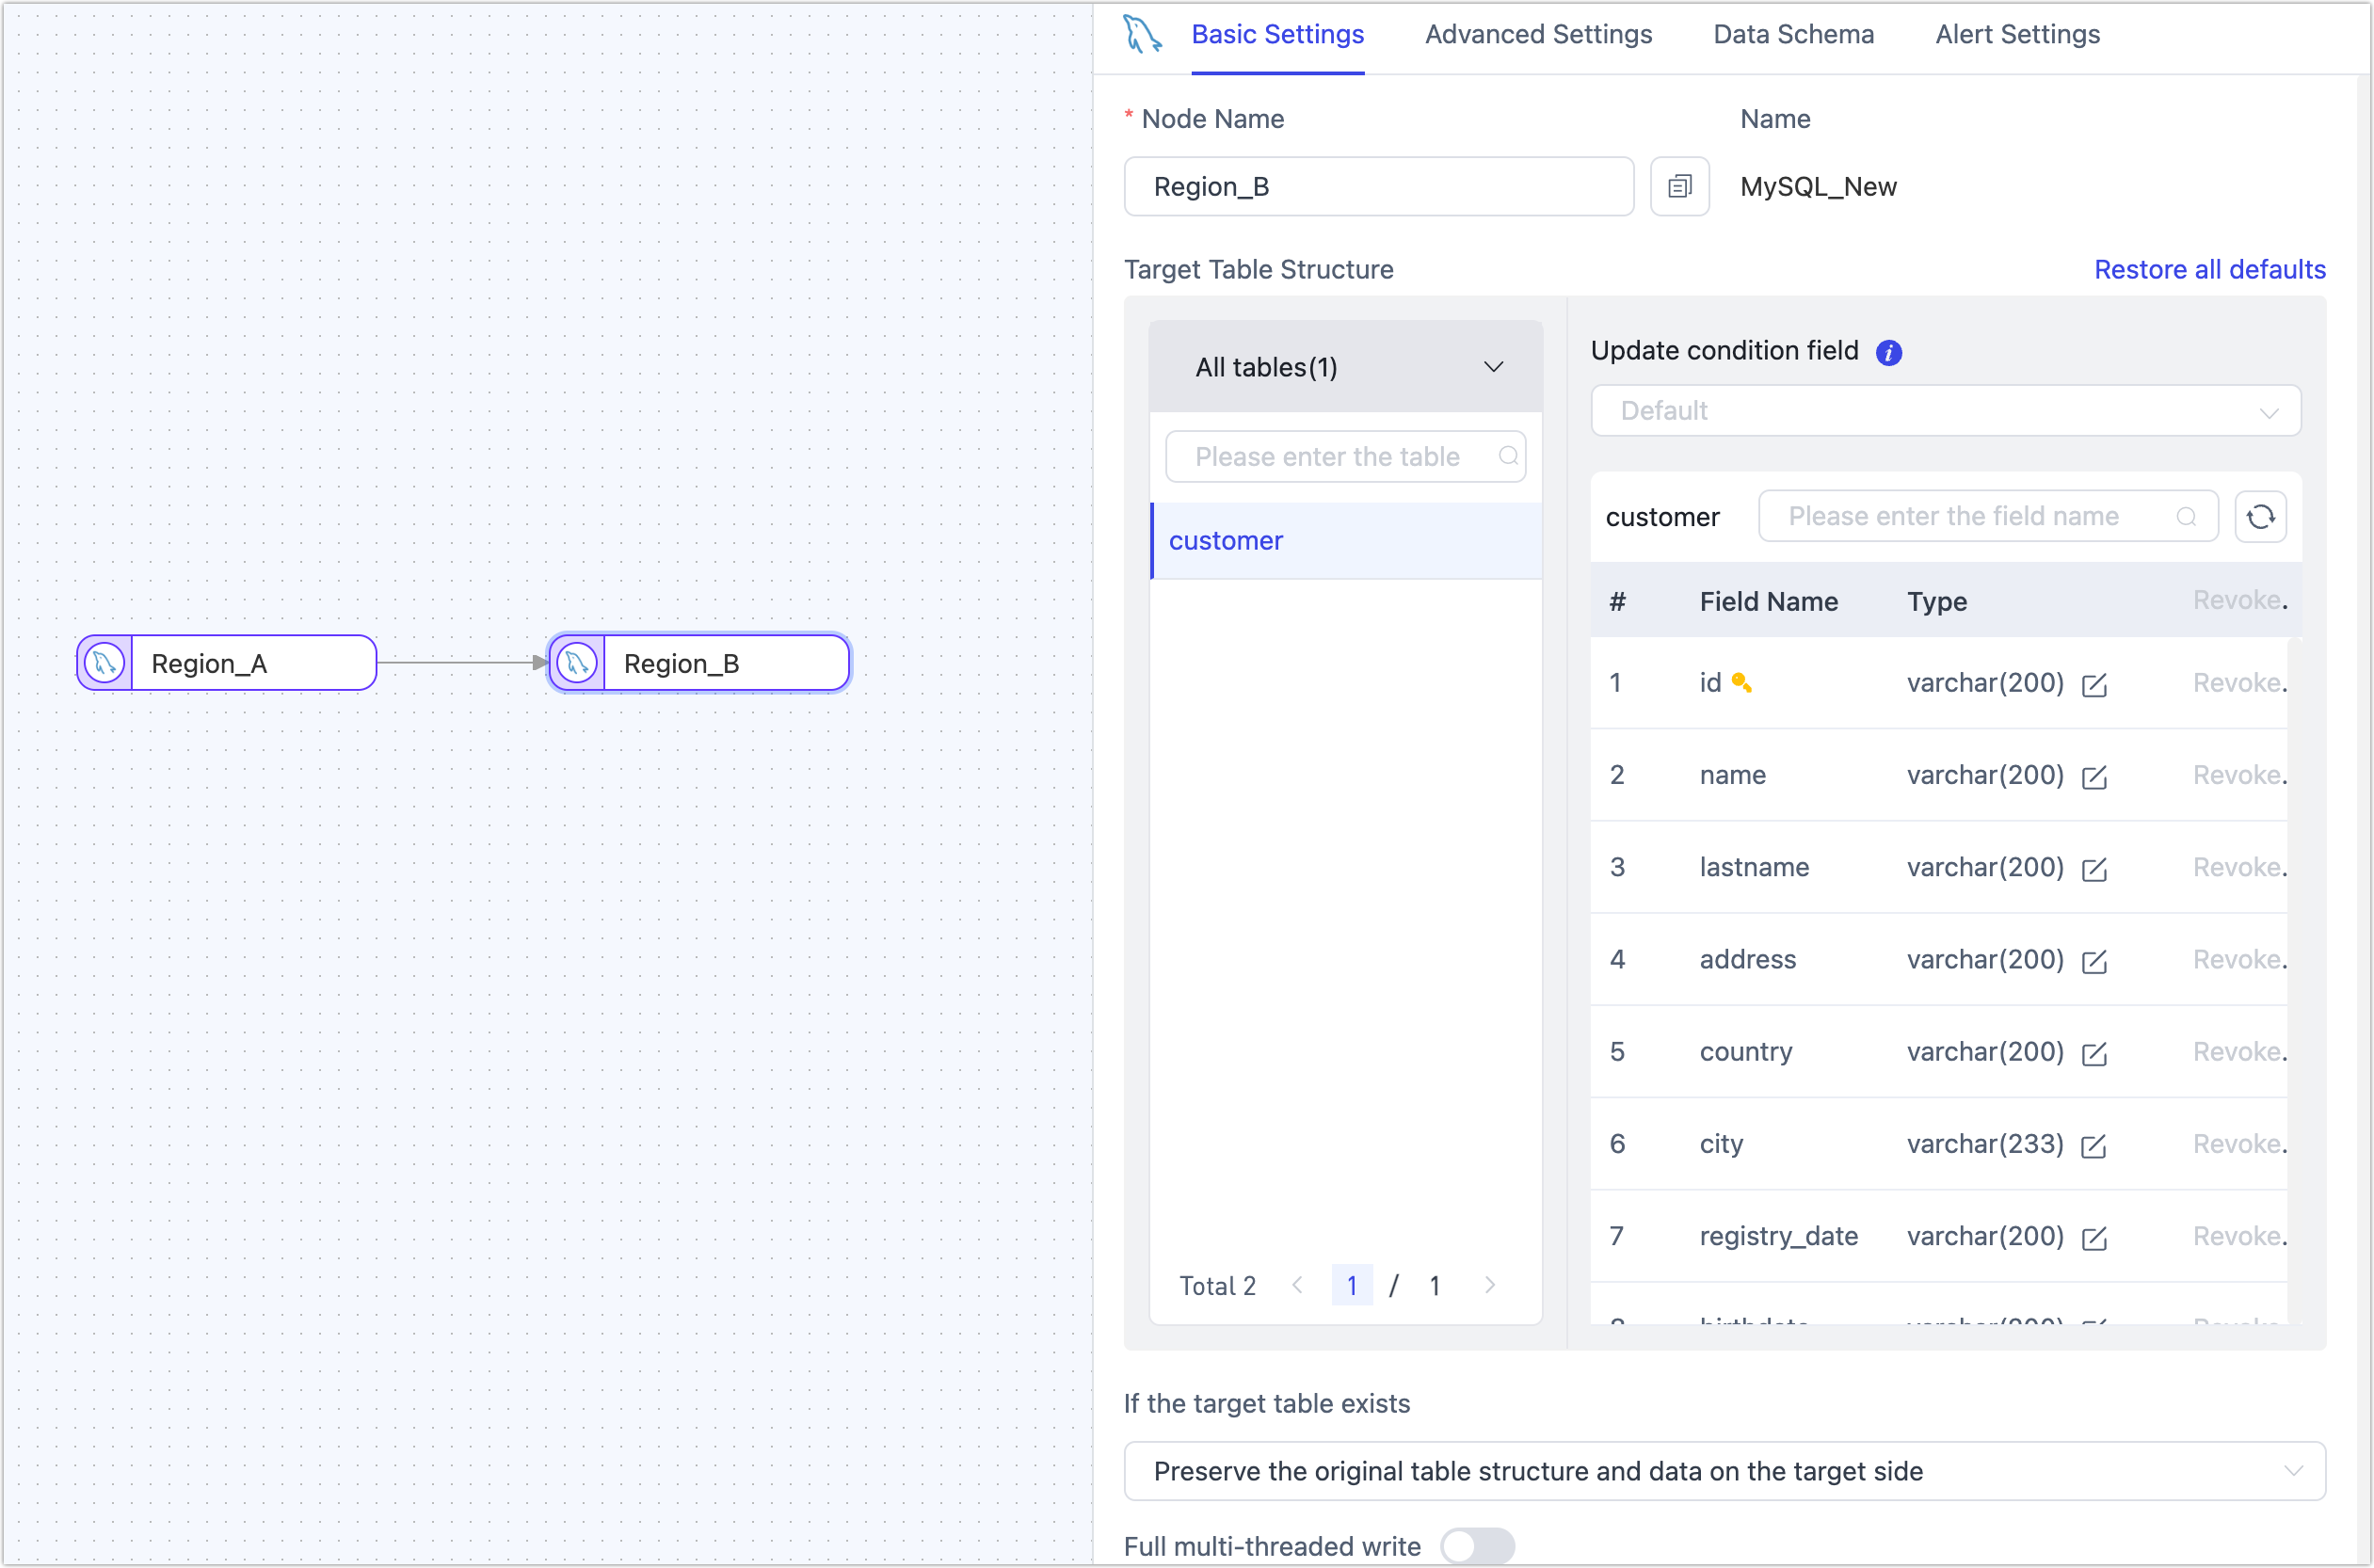 Basic Settings Advanced Settings Data Schema Alert Settings
* Node Name Name
Region_B MySQL_New
Target Table Structure Restore all defaults
All tables(1)
Please enter the table
customer
Total 2 < 1 / 1 >
Update condition field i
Default
customer Please enter the field name
# Field Name Type Revoke.
1 id varchar(200) Revoke.
2 name varchar(200) Revoke.
3 lastname varchar(200) Revoke.
4 address varchar(200) Revoke.
5 country varchar(200) Revoke.
6 city varchar(233) Revoke.
7 registry_date varchar(200) Revoke.
Region_A Region_B
If the target table exists
Preserve the original table structure and data on the target side
Full multi-threaded write